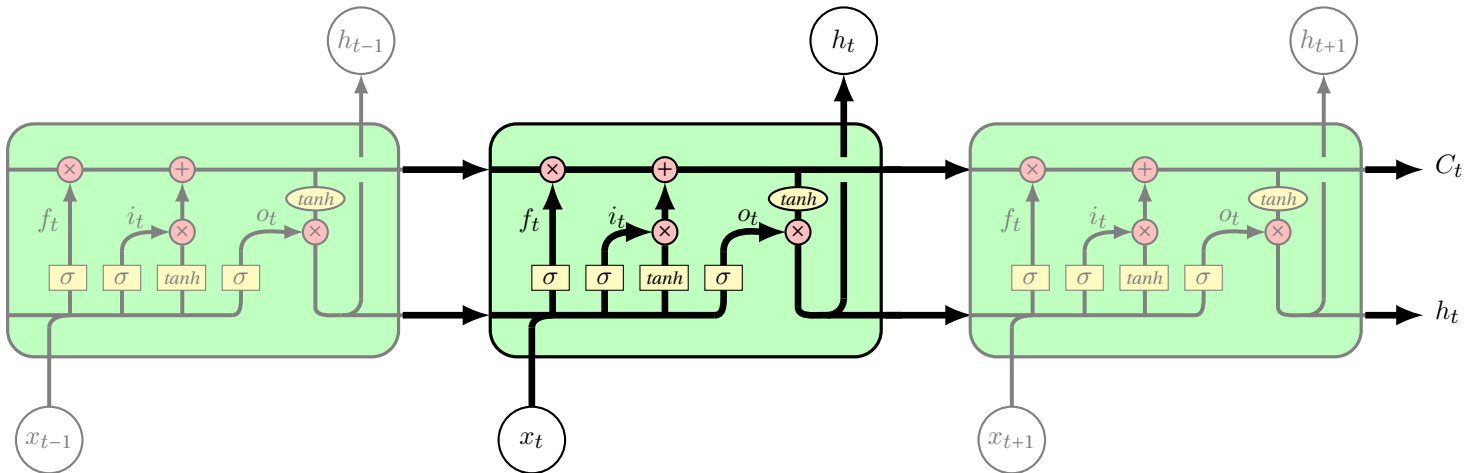 h_{t−1} h_t h_{t+1}
× + × + × + C_t
tanh tanh tanh
f_t i_t × o_t × f_t i_t × o_t × f_t i_t × o_t ×
σ σ tanh σ σ σ tanh σ σ σ tanh σ
h_t
x_{t−1} x_t x_{t+1}